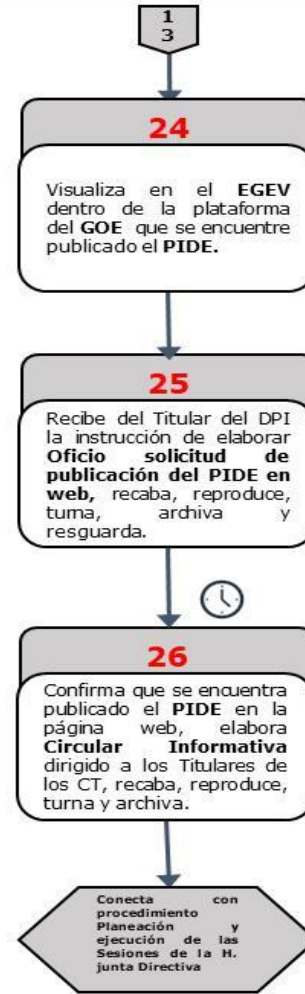 1
3
24
Visualiza en el EGEV
dentro de la plataforma
del GOE que se encuentre
publicado el PIDE.
25
Recibe del Titular del DPI
la instrucción de elaborar
Oficio solicitud de
publicación del PIDE en
web, recaba, reproduce,
turna, archiva y
resguarda.
26
Confirma que se encuentra
publicado el PIDE en la
página web, elabora
Circular Informativa
dirigido a los Titulares de
los CT, recaba, reproduce,
turna y archiva.
Conecta con
procedimiento
Planeación y
ejecución de las
Sesiones de la H.
junta Directiva